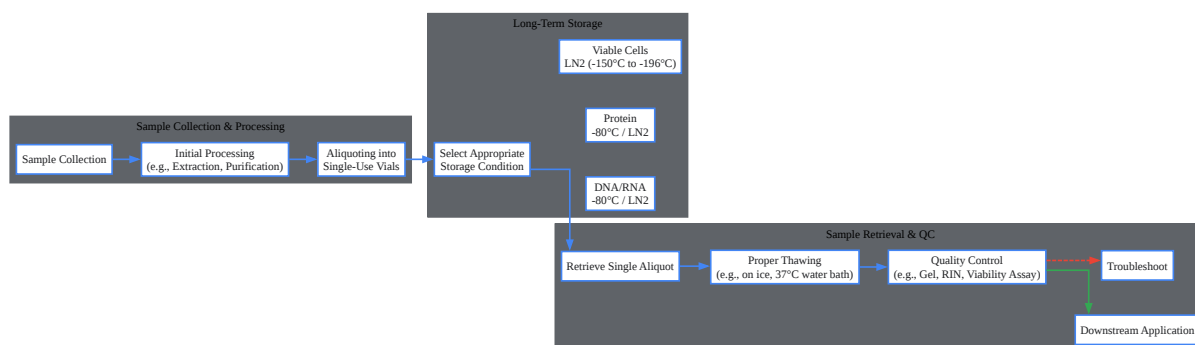 Long-Term Storage
Viable Cells
LN2 (-150°C to -196°C)
Protein
-80°C / LN2
DNA/RNA
-80°C / LN2
Select Appropriate
Storage Condition
Sample Collection & Processing
Sample Collection
Initial Processing
(e.g., Extraction, Purification)
Aliquoting into
Single-Use Vials
Sample Retrieval & QC
Retrieve Single Aliquot
Proper Thawing
(e.g., on ice, 37°C water bath)
Quality Control
(e.g., Gel, RIN, Viability Assay)
Troubleshoot
Downstream Application